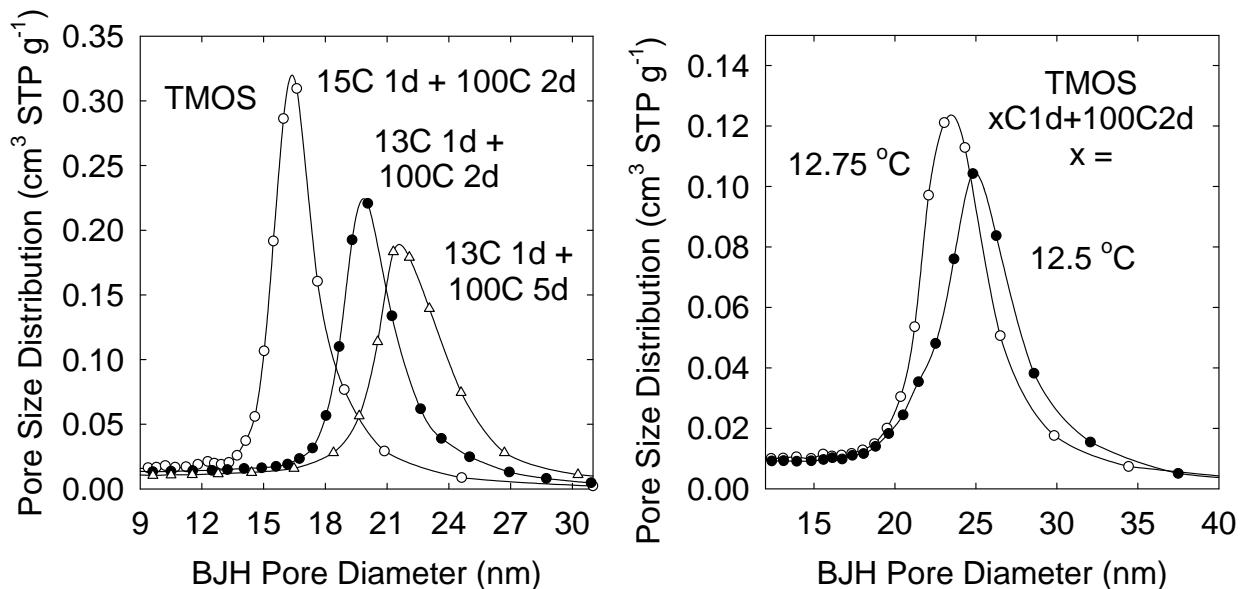 Pore Size Distribution (cm³ STP g⁻¹)
0.35
0.30
0.25
0.20
0.15
0.10
0.05
0.00
TMOS
15C 1d + 100C 2d
13C 1d +
100C 2d
13C 1d +
100C 5d
9 12 15 18 21 24 27 30
BJH Pore Diameter (nm)
Pore Size Distribution (cm³ STP g⁻¹)
0.14
0.12
0.10
0.08
0.06
0.04
0.02
0.00
TMOS
xC1d+100C2d
x =
12.75 °C
12.5 °C
15 20 25 30 35 40
BJH Pore Diameter (nm)